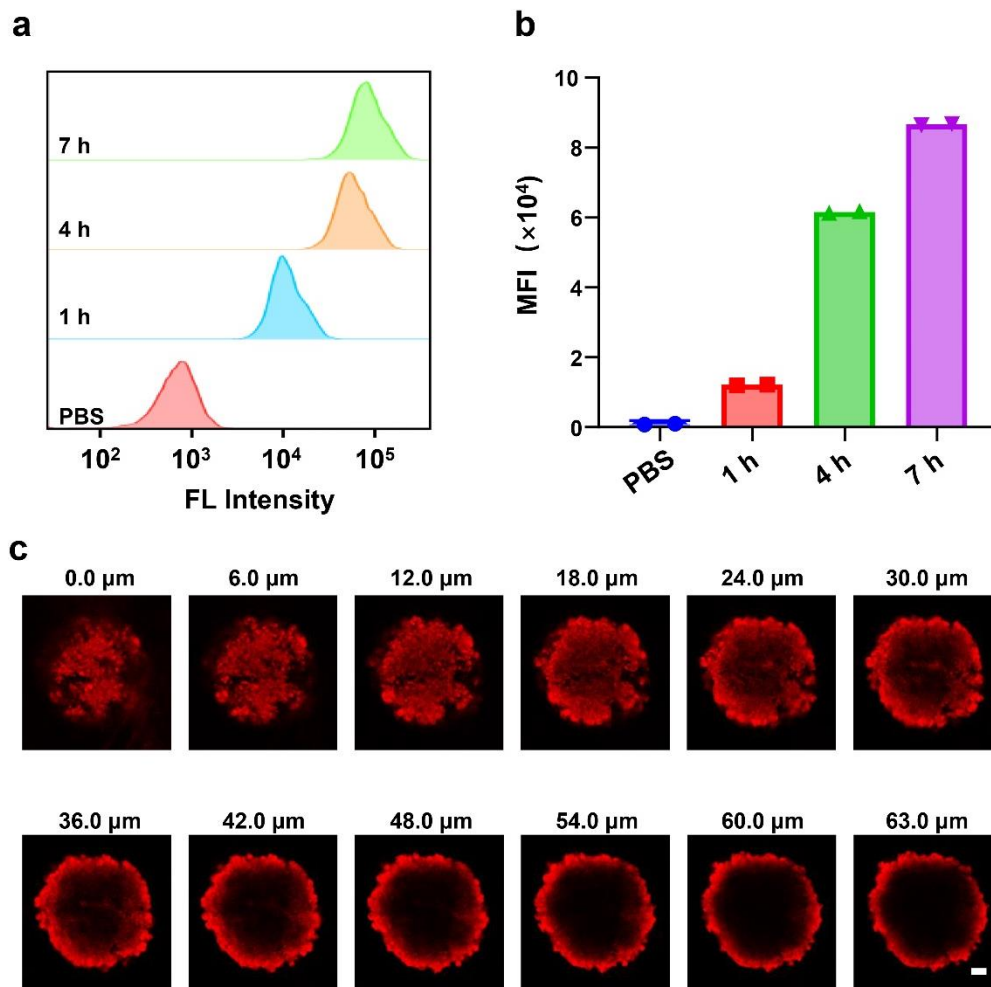 a
7 h
4 h
1 h
PBS
10² 10³ 10⁴ 10⁵
FL Intensity
b
MFI (×10⁴)
10
8
6
4
2
0
PBS 1 h 4 h 7 h
c
0.0 µm 6.0 µm 12.0 µm 18.0 µm 24.0 µm 30.0 µm
36.0 µm 42.0 µm 48.0 µm 54.0 µm 60.0 µm 63.0 µm